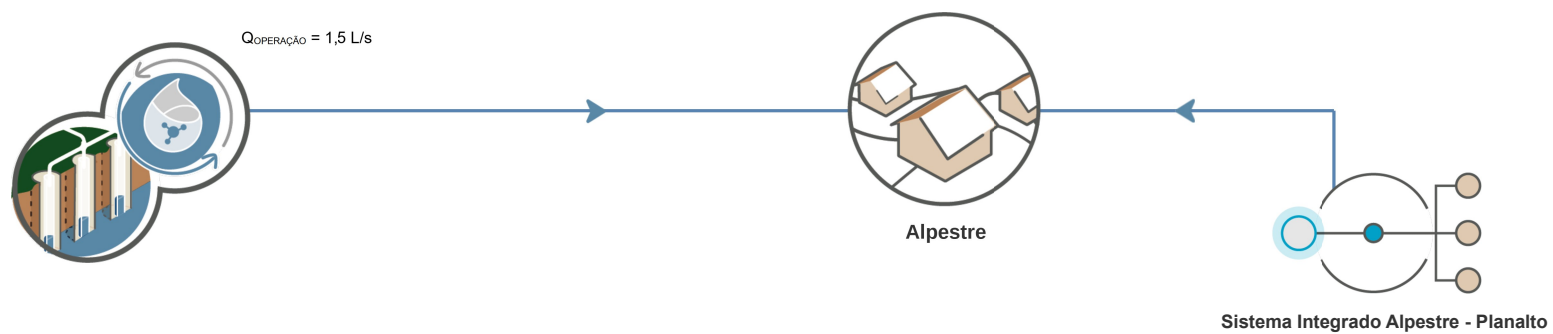 QOPERAÇÃO = 1,5 L/s
Alpestre
Sistema Integrado Alpestre - Planalto